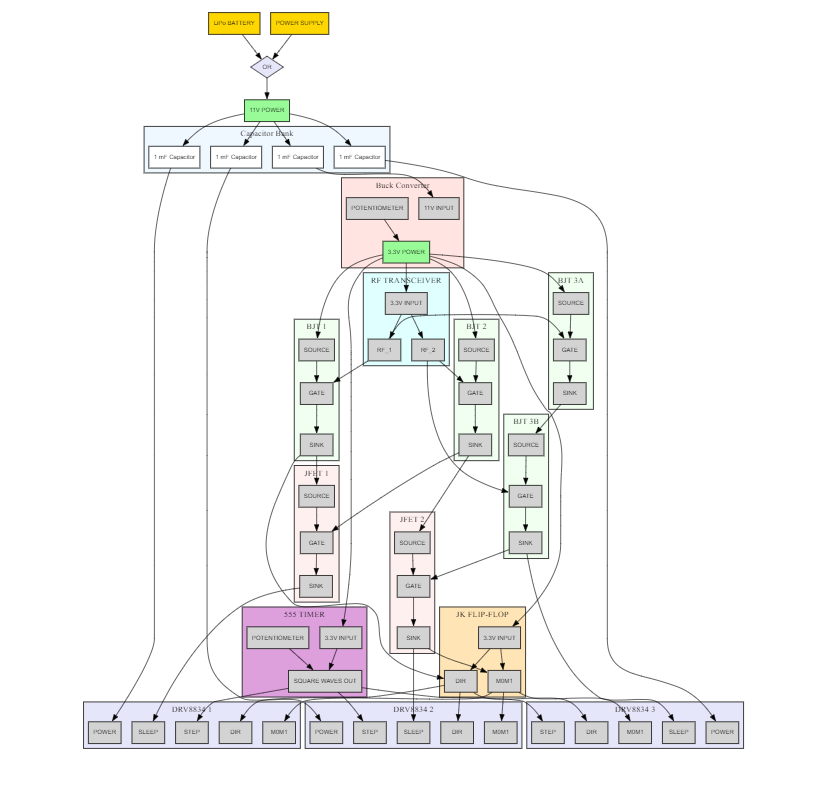 LiPo BATTERY
POWER SUPPLY
OR
11V POWER
Capacitor Bank
1 mF Capacitor
1 mF Capacitor
1 mF Capacitor
1 mF Capacitor
Buck Converter
POTENTIOMETER
11V INPUT
3.3V POWER
RF TRANSCEIVER
3.3V INPUT
RF_1
RF_2
BJT 3A
SOURCE
GATE
SINK
BJT 1
SOURCE
GATE
SINK
BJT 2
SOURCE
GATE
SINK
BJT 3B
SOURCE
GATE
SINK
JFET 1
SOURCE
GATE
SINK
JFET 2
SOURCE
GATE
SINK
555 TIMER
POTENTIOMETER
3.3V INPUT
SQUARE WAVES OUT
JK FLIP-FLOP
3.3V INPUT
DIR
M0M1
DRV8834 1
POWER
SLEEP
STEP
DIR
M0M1
DRV8834 2
POWER
STEP
SLEEP
DIR
M0M1
DRV8834 3
STEP
DIR
M0M1
SLEEP
POWER